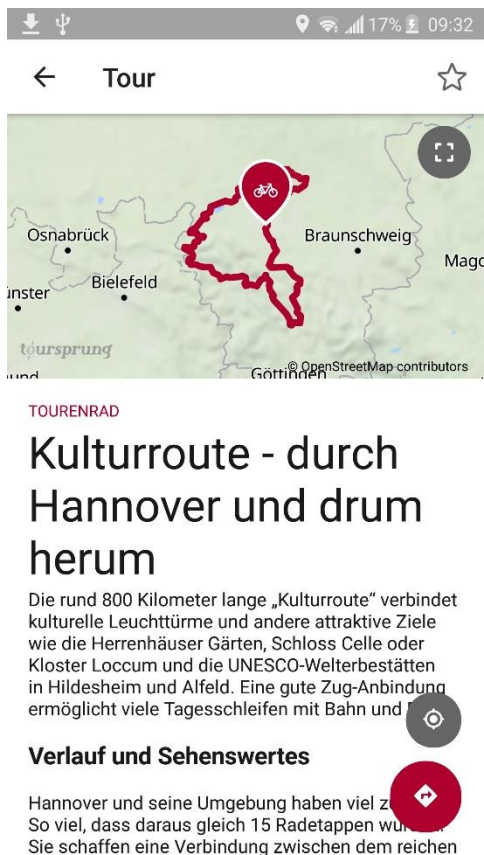 17% 09:32
Tour
Osnabrück
Braunschweig
Magd
Bielefeld
ünster
toursprung
Göttingen
© OpenStreetMap contributors
TOURENRAD
Kulturroute - durch
Hannover und drum
herum
Die rund 800 Kilometer lange „Kulturroute“ verbindet
kulturelle Leuchttürme und andere attraktive Ziele
wie die Herrenhäuser Gärten, Schloss Celle oder
Kloster Loccum und die UNESCO-Welterbestätten
in Hildesheim und Alfeld. Eine gute Zug-Anbindung
ermöglicht viele Tagesschleifen mit Bahn und
Verlauf und Sehenswertes
Hannover und seine Umgebung haben viel
So viel, dass daraus gleich 15 Radetappen
Sie schaffen eine Verbindung zwischen dem reichen